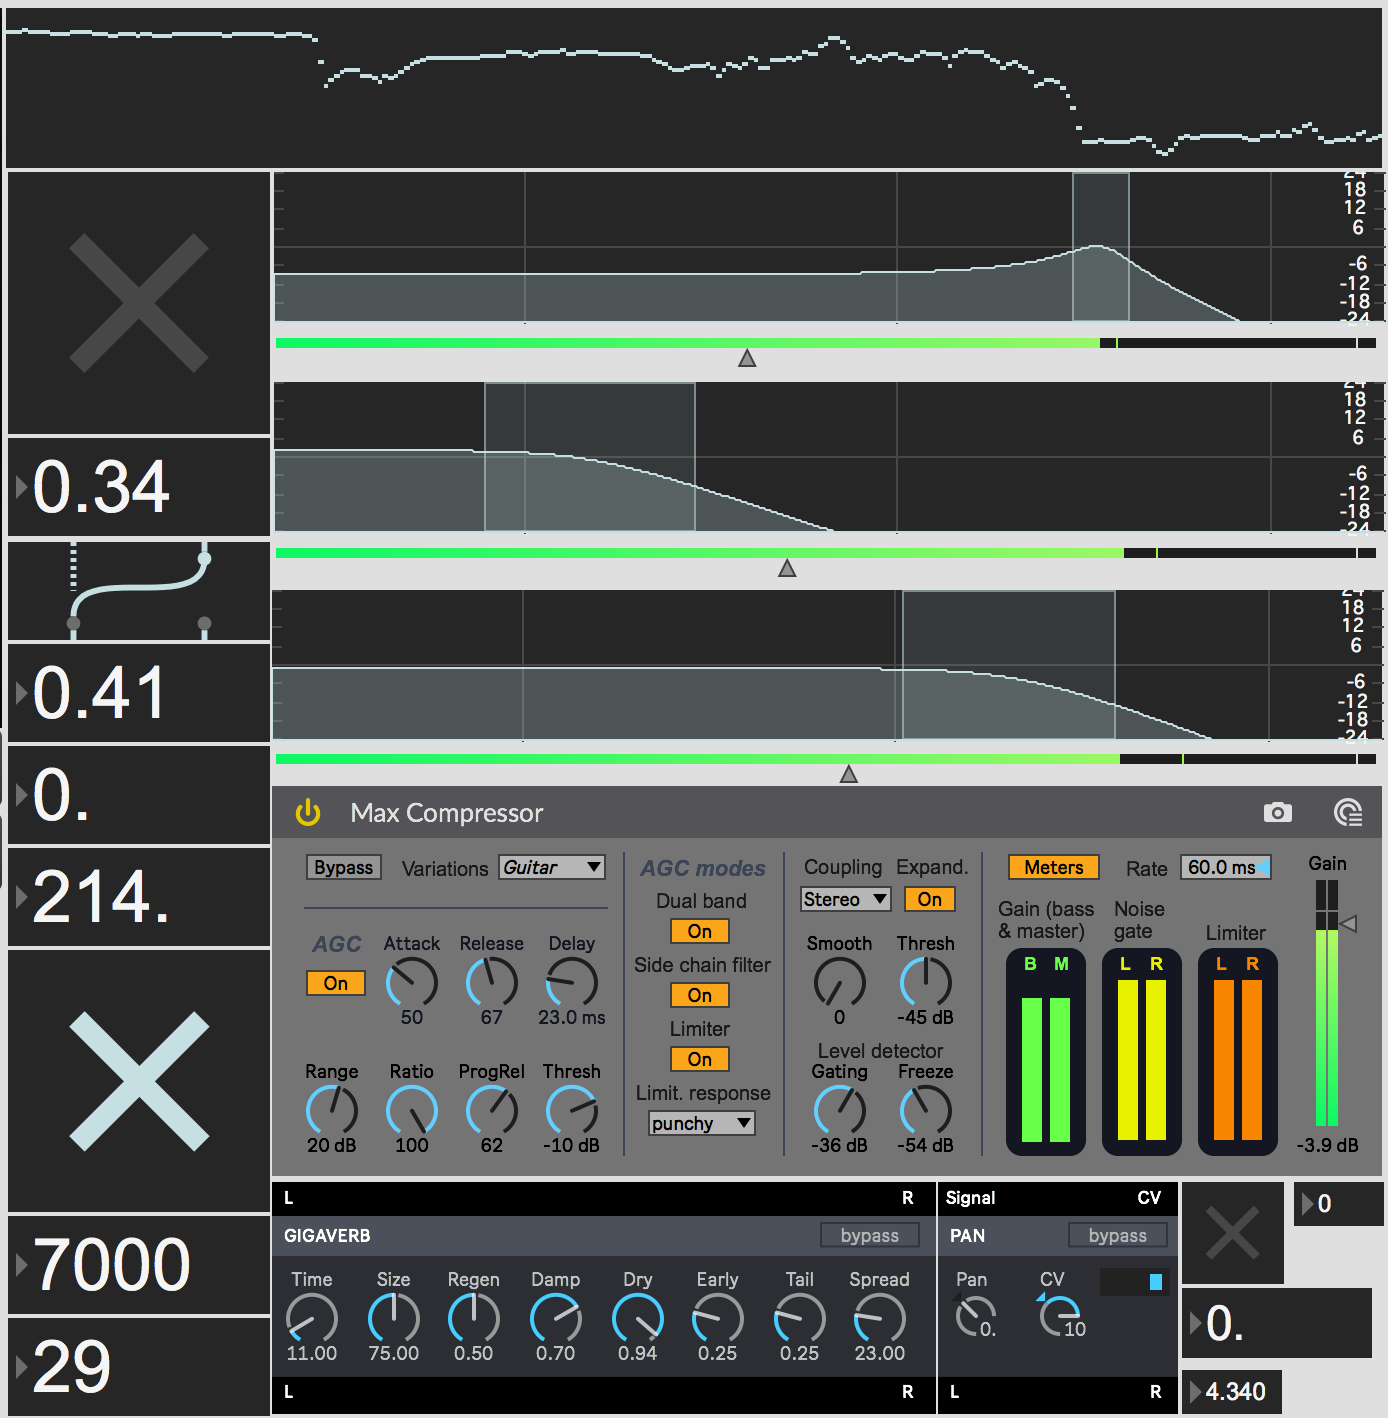 24
18
12
6
-6
-12
-18
-24
0.34
24
18
12
6
-6
-12
-18
-24
0.41
24
18
12
6
-6
-12
-18
-24
0.
214.
7000
29
Max Compressor
Bypass Variations Guitar
AGC Attack Release Delay
On 50 67 23.0 ms
Range Ratio ProgRel Thresh
20 dB 100 62 -10 dB
AGC modes
Dual band
On
Side chain filter
On
Limiter
On
Limit. response
punchy
Coupling Expand.
Stereo On
Smooth Thresh
0 -45 dB
Level detector
Gating Freeze
-36 dB -54 dB
Meters Rate 60.0 ms Gain
Gain (bass
& master)
Noise
gate
Limiter
B M L R L R
-3.9 dB
L R
GIGAVERB bypass
Time Size Regen Damp Dry Early Tail Spread
11.00 75.00 0.50 0.70 0.94 0.25 0.25 23.00
L R
Signal CV
PAN bypass
Pan CV
0. 10
L R
0
0.
4.340